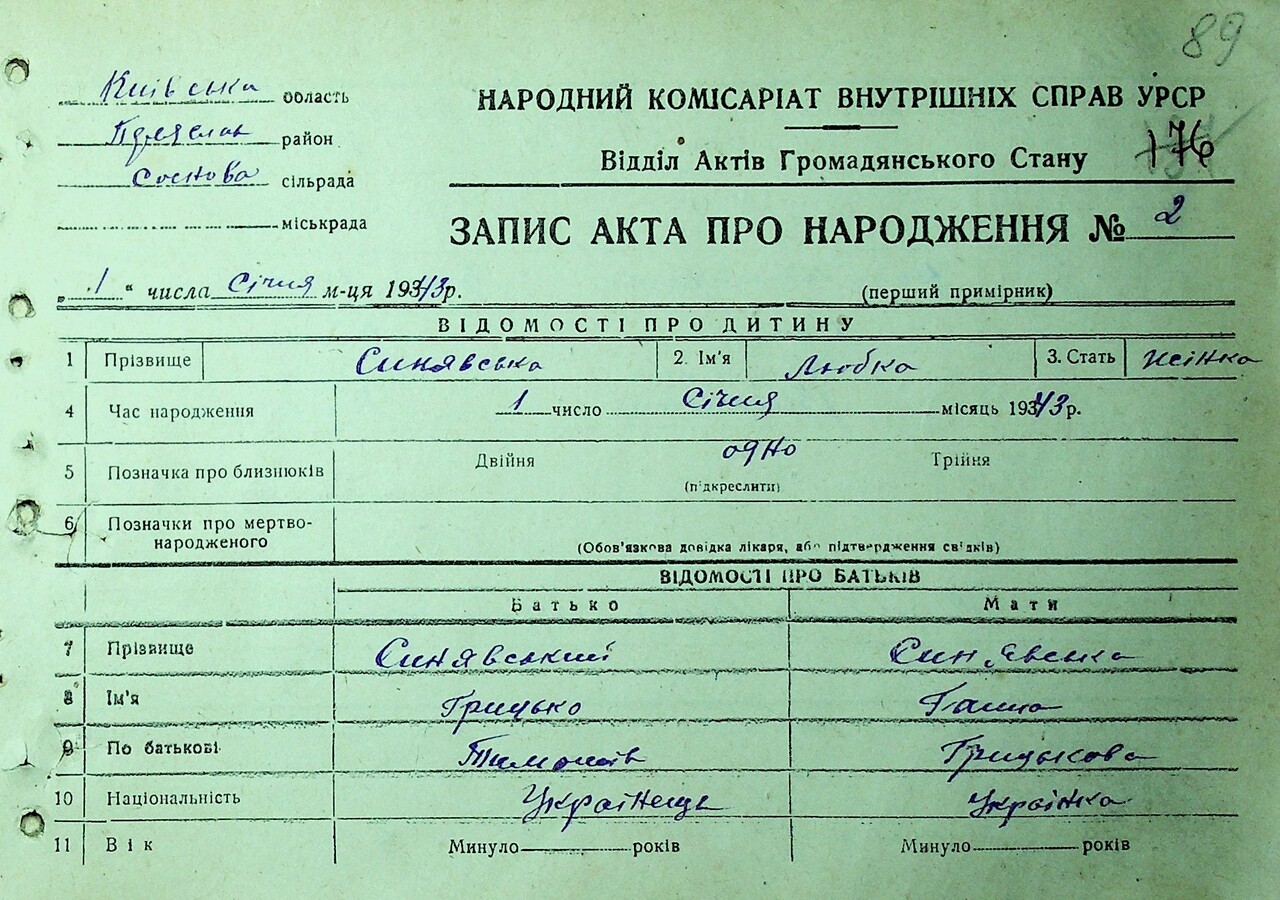 89
Київська область
НАРОДНИЙ КОМІСАРІАТ ВНУТРІШНІХ СПРАВ УРСР
район
Відділ Актів Громадянського Стану 176
Соснова сільрада
міськрада
ЗАПИС АКТА ПРО НАРОДЖЕННЯ № 2
„1“ числа Січня м-ця 1943р.
(перший примірник)
ВІДОМОСТІ ПРО ДИТИНУ
1 Прізвище Синявська 2. Ім'я Любка 3. Стать Жінка
4 Час народження 1 число Січня місяць 1943р.
5 Позначка про близнюків Двійня одно Трійня
(підкреслити)
6 Позначки про мертво-
народженого
(Обов'язкова довідка лікаря, або підтвердження свідків)
ВІДОМОСТІ ПРО БАТЬКІВ
Батько Мати
7 Прізвище Синявський Синявська
8 Ім'я Грицько Ганна
9 По батькові Грицькова
10 Національність Українець Українка
11 Вік Минуло років Минуло років